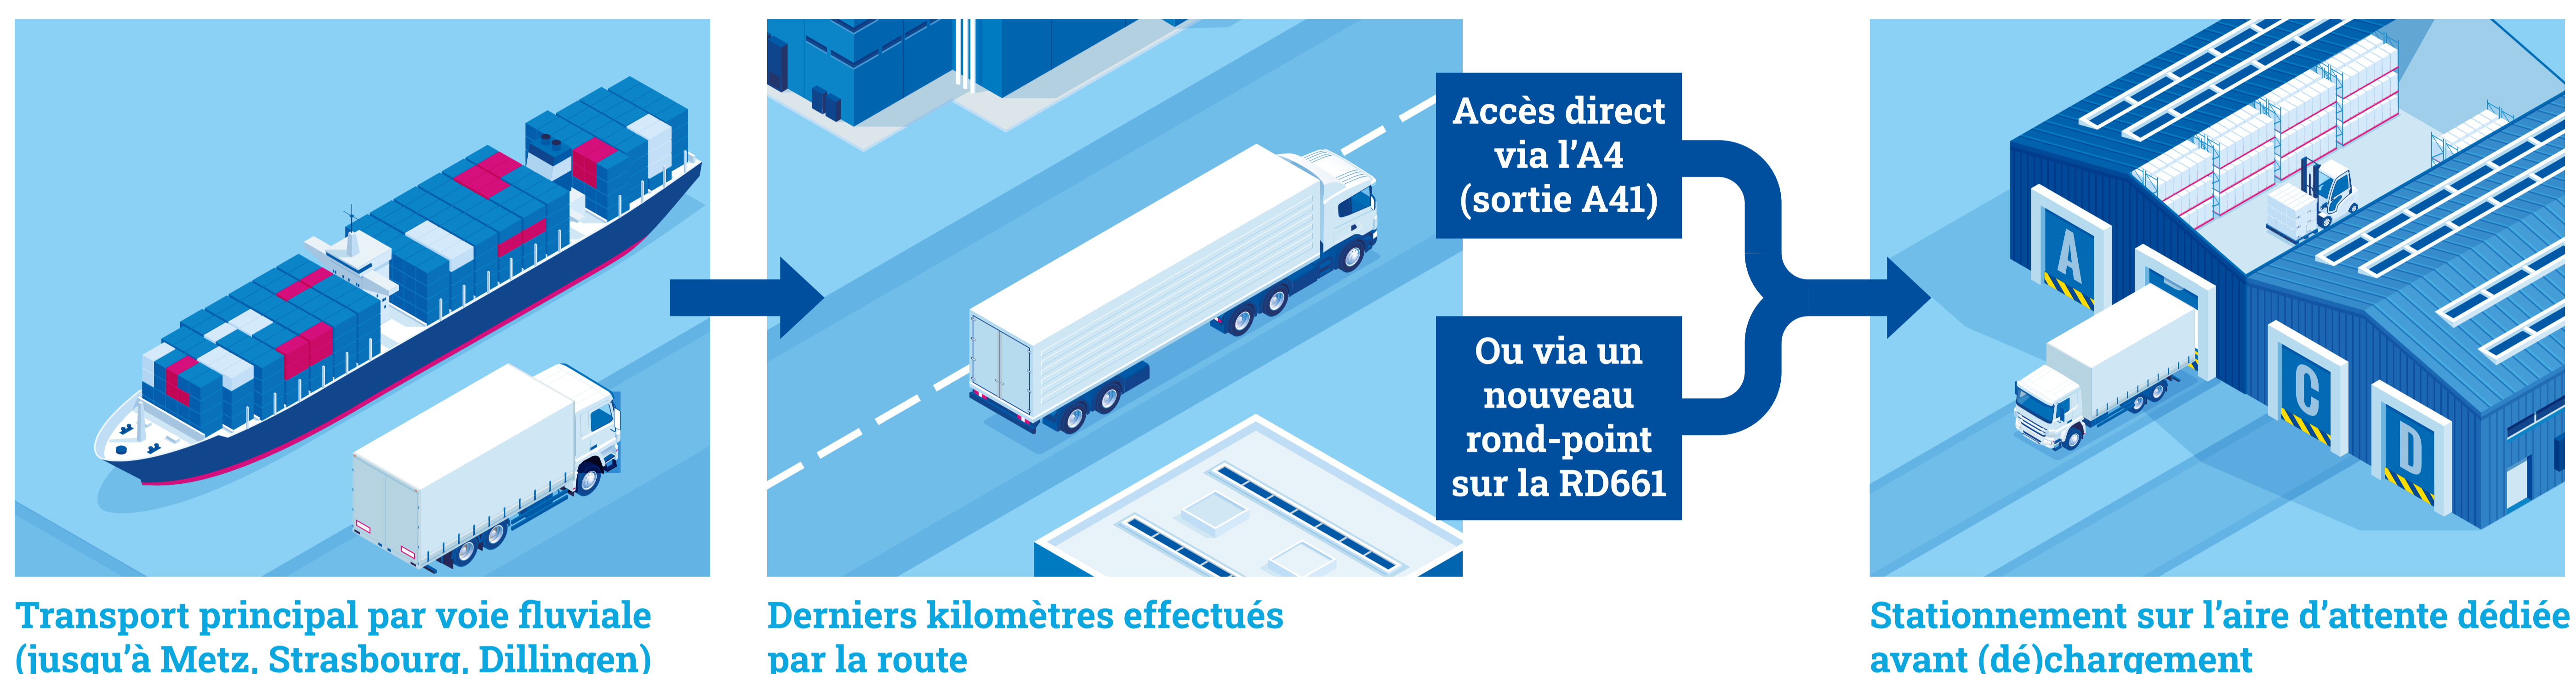 Accès direct
via l'A4
(sortie A41)
Ou via un
nouveau
rond-point
sur la RD661
A
C
D
Transport principal par voie fluviale
(jusqu'à Metz, Strasbourg, Dillingen)
Derniers kilomètres effectués
par la route
Stationnement sur l'aire d'attente dédiée
avant (dé)chargement